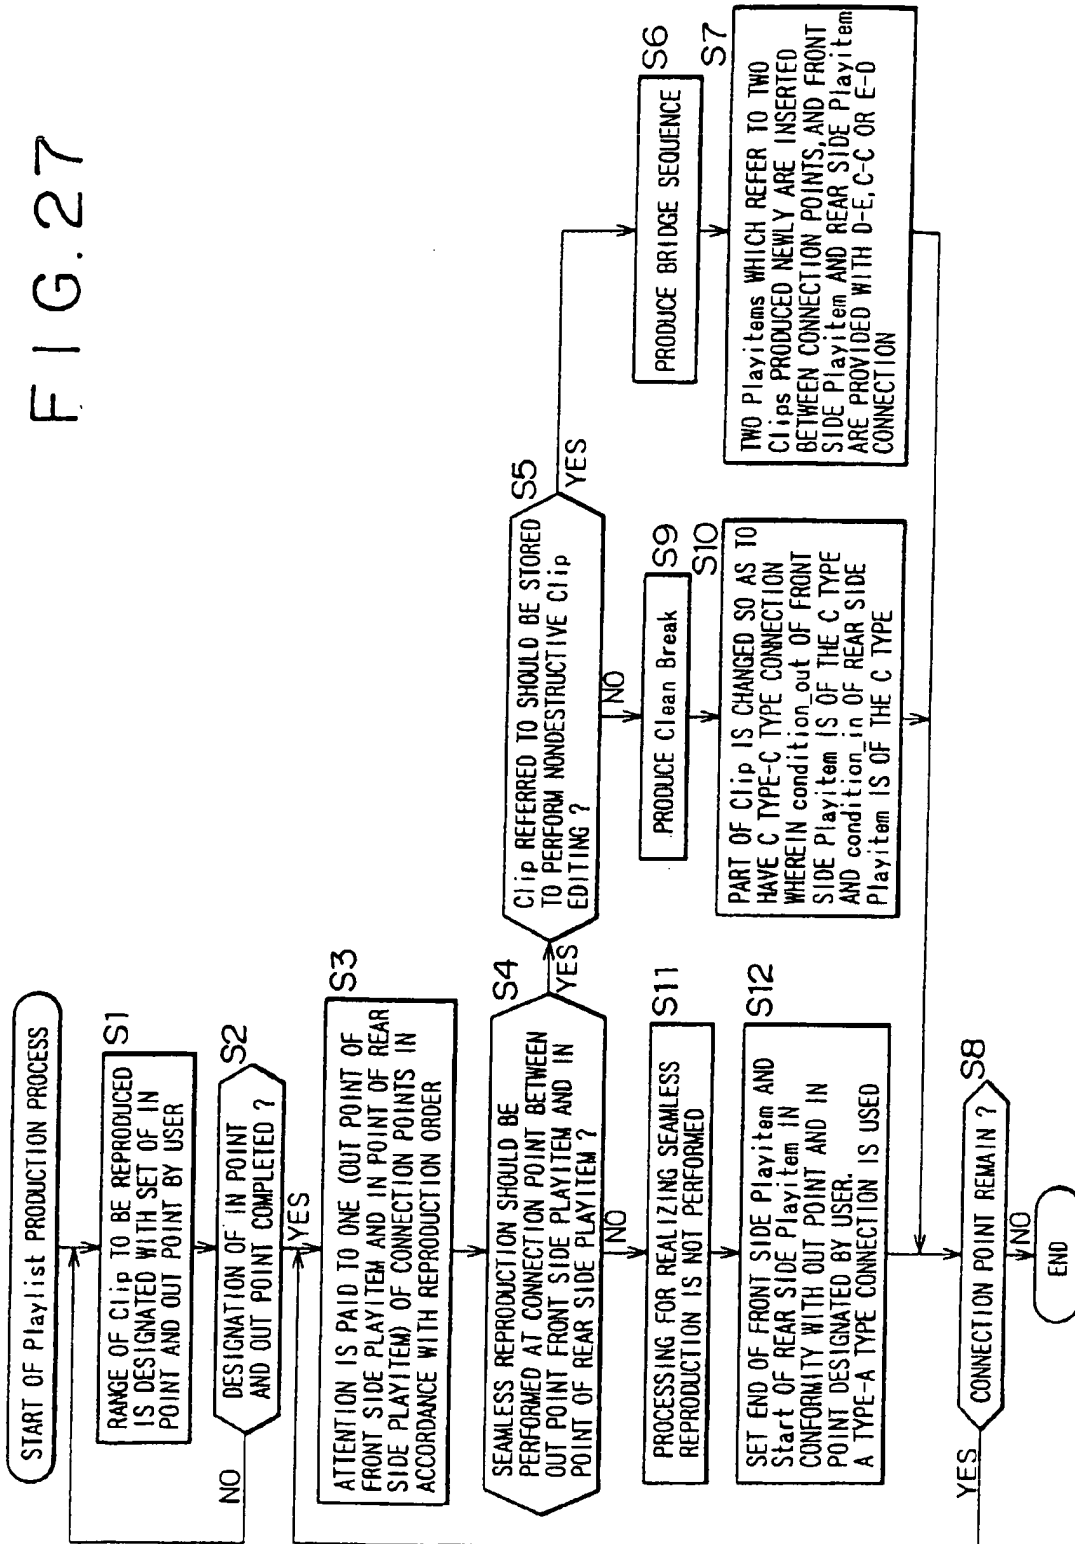 FIG.27
START OF Playlist PRODUCTION PROCESS
S1
RANGE OF Clip TO BE REPRODUCED
IS DESIGNATED WITH SET OF IN
POINT AND OUT POINT BY USER
S2
DESIGNATION OF IN POINT
AND OUT POINT COMPLETED ?
NO
YES
S3
ATTENTION IS PAID TO ONE (OUT POINT OF
FRONT SIDE PLAYITEM AND IN POINT OF REAR
SIDE PLAYITEM) OF CONNECTION POINTS IN
ACCORDANCE WITH REPRODUCTION ORDER
S4
SEAMLESS REPRODUCTION SHOULD BE
PERFORMED AT CONNECTION POINT BETWEEN
OUT POINT FRONT SIDE PLAYITEM AND IN
POINT OF REAR SIDE PLAYITEM ?
YES
NO
S5
Clip REFERRED TO SHOULD BE STORED
TO PERFORM NONDESTRUCTIVE Clip
EDITING ?
YES
NO
S6
PRODUCE BRIDGE SEQUENCE
S7
TWO Playitems WHICH REFER TO TWO
Clips PRODUCED NEWLY ARE INSERTED
BETWEEN CONNECTION POINTS, AND FRONT
SIDE Playitem AND REAR SIDE Playitem
ARE PROVIDED WITH D-E, C-C OR E-D
CONNECTION
S9
PRODUCE Clean Break
S10
PART OF Clip IS CHANGED SO AS TO
HAVE C TYPE-C TYPE CONNECTION
WHEREIN condition_out OF FRONT
SIDE Playitem IS OF THE C TYPE
AND condition_in OF REAR SIDE
Playitem IS OF THE C TYPE
S11
PROCESSING FOR REALIZING SEAMLESS
REPRODUCTION IS NOT PERFORMED
S12
SET END OF FRONT SIDE Playitem AND
Start OF REAR SIDE Playitem IN
CONFORMITY WITH OUT POINT AND IN
POINT DESIGNATED BY USER.
A TYPE-A TYPE CONNECTION IS USED
S8
CONNECTION POINT REMAIN ?
YES
NO
END